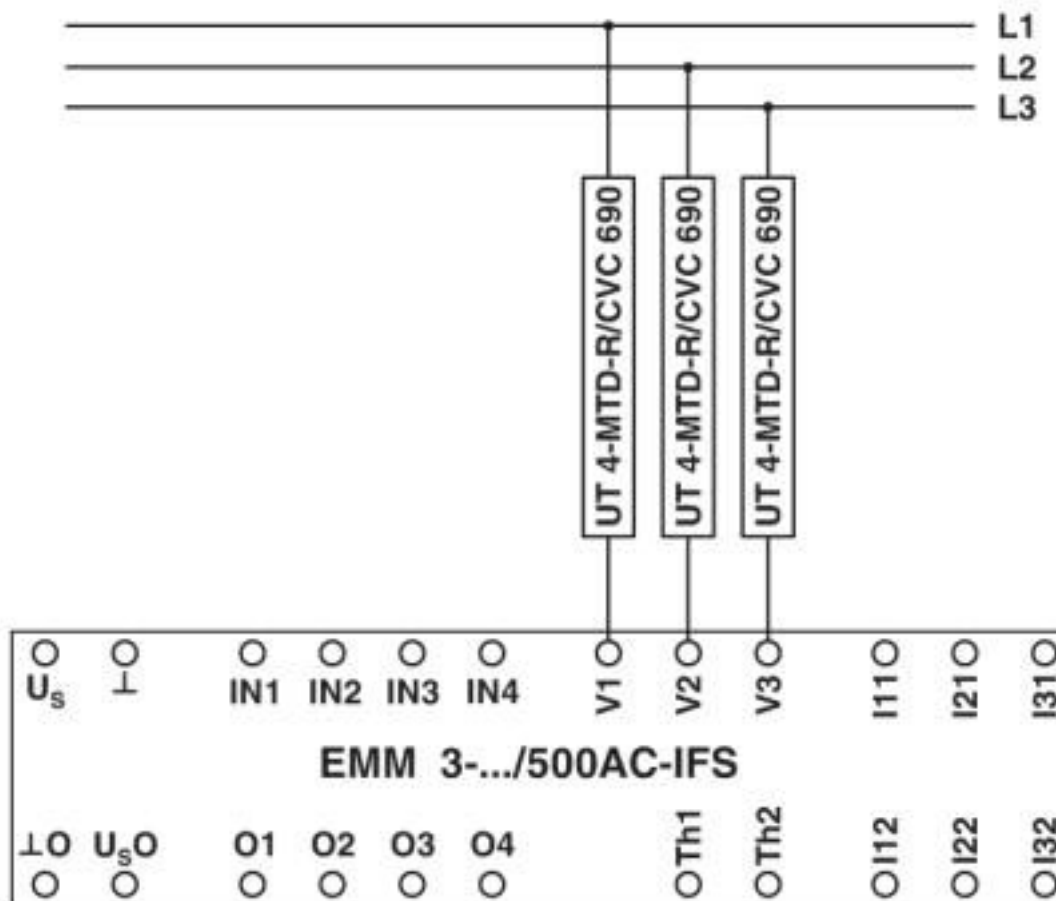 L1
L2
L3
UT 4-MTD-R/CVC 690
UT 4-MTD-R/CVC 690
UT 4-MTD-R/CVC 690
U_S ⊥ IN1 IN2 IN3 IN4 V1 V2 V3 I11 I21 I31
EMM 3-.../500AC-IFS
⊥O U_SO O1 O2 O3 O4 Th1 Th2 I12 I22 I32